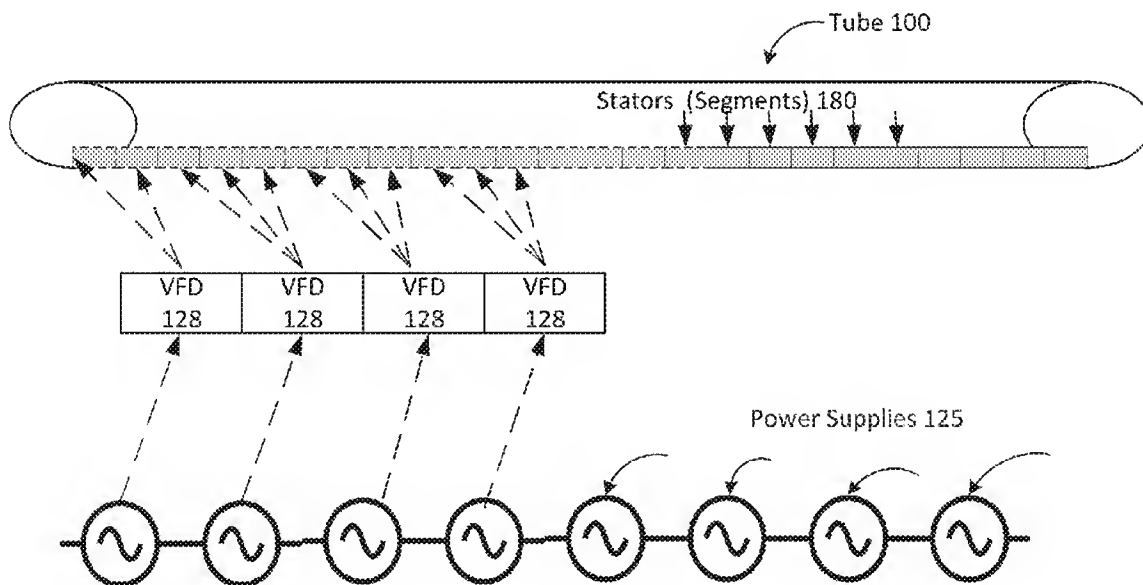 Tube 100
Stators (Segments) 180
VFD VFD VFD VFD
128 128 128 128
Power Supplies 125